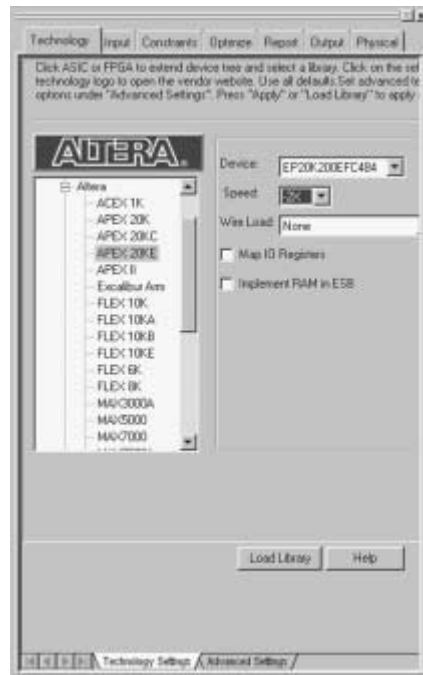 Technology Input Constraints Optimize Report Output Physical
Click ASIC or FPGA to extend device tree and select a library. Click on the
technology logo to open the vendor website. Use all defaults. Set advanced
options under "Advanced Settings". Press "Apply" or "Load Library" to apply
ALTERA
Altera
ACEX 1K
APEX 20K
APEX 20KC
APEX 20KE
APEX II
Excalibur Arm
FLEX 10K
FLEX 10KA
FLEX 10KB
FLEX 10KE
FLEX 6K
FLEX 8K
MAX3000A
MAX5000
MAX7000
Device: EP20K200EFC484
Speed:
Wire Load: None
Map IO Registers
Implement RAM in ESB
Load Library Help
Technology Settings Advanced Settings